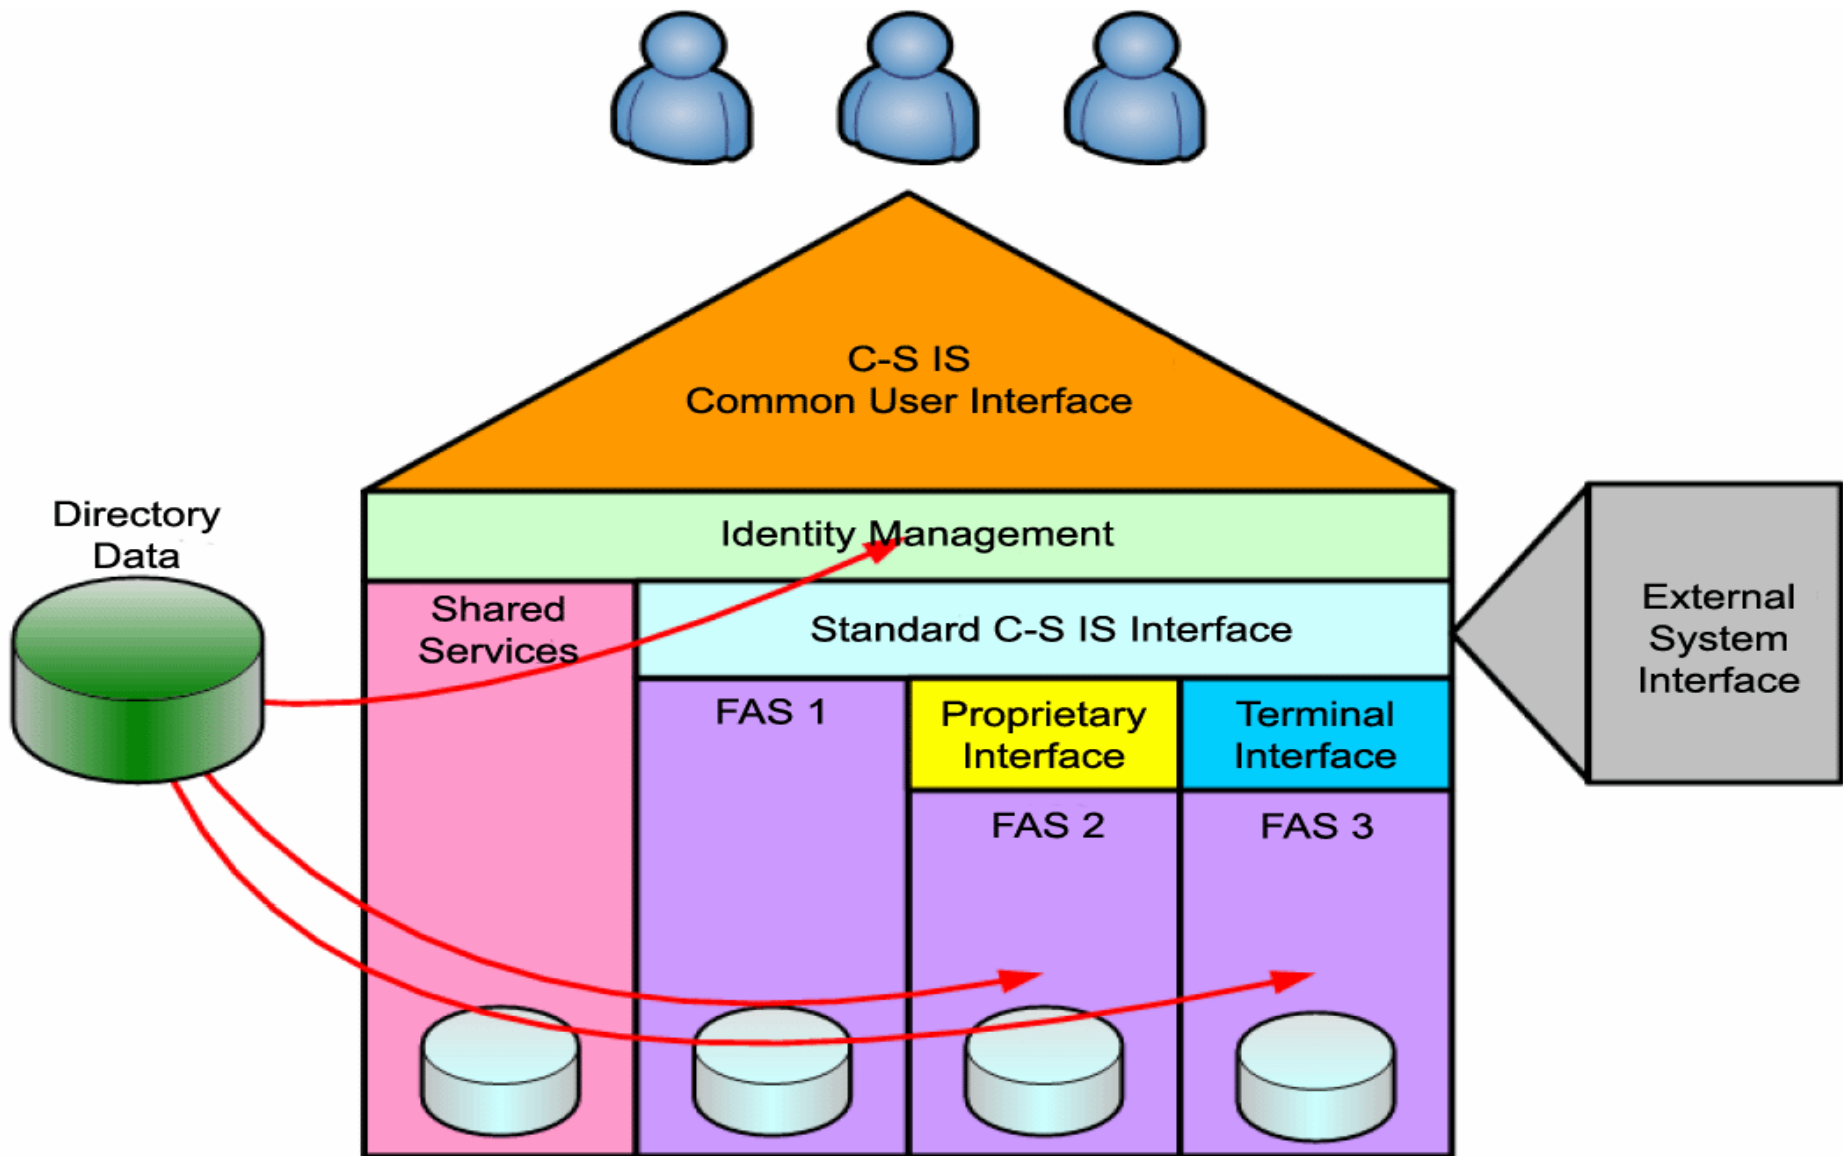 C-S IS
Common User Interface
Directory
Data
Identity Management
Shared
Services
Standard C-S IS Interface
External
System
Interface
FAS 1
Proprietary
Interface
Terminal
Interface
FAS 2
FAS 3